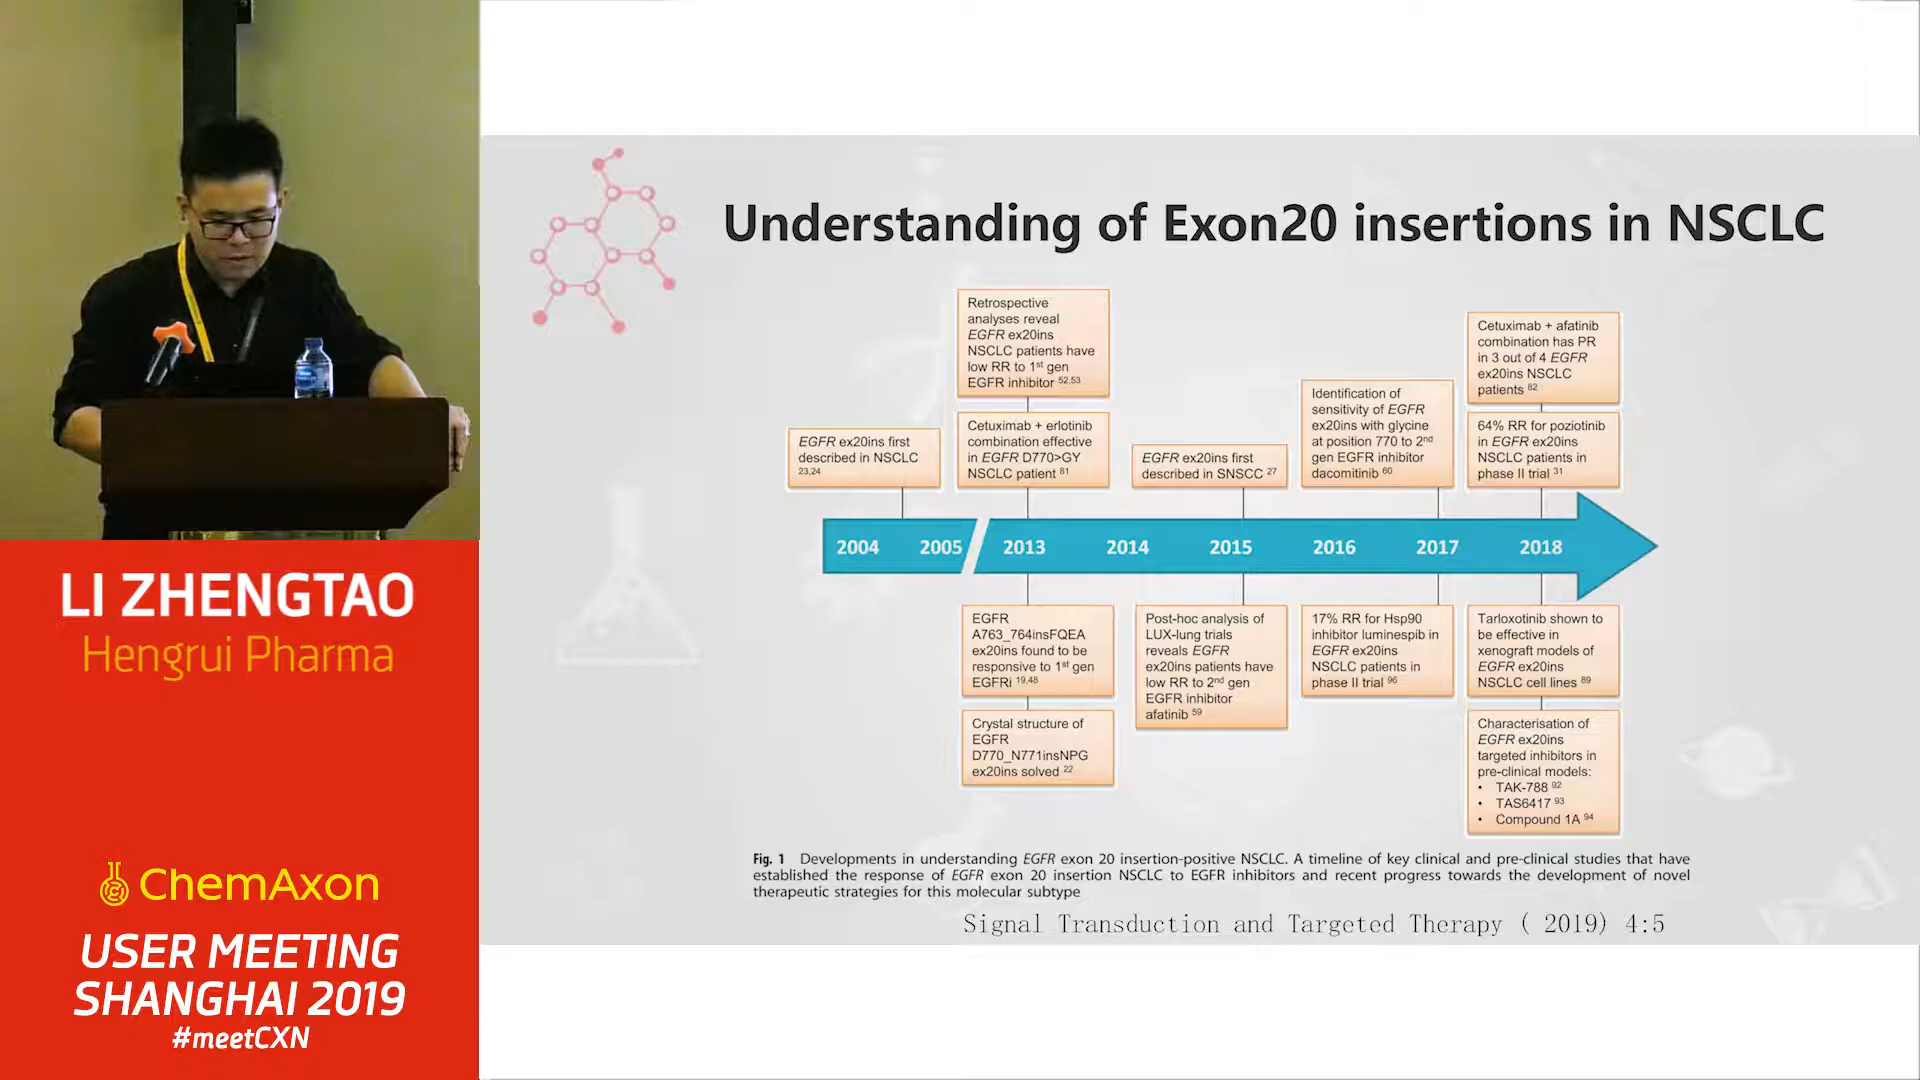 LI ZHENGTAO
Hengrui Pharma
ChemAxon
USER MEETING
SHANGHAI 2019
#meetCXN
Understanding of Exon20 insertions in NSCLC
EGFR ex20ins first
described in NSCLC
23,24
Retrospective
analyses reveal
EGFR ex20ins
NSCLC patients have
low RR to 1st gen
EGFR inhibitor 52,53
Cetuximab + erlotinib
combination effective
in EGFR D770>GY
NSCLC patient 81
EGFR ex20ins first
described in SNSCC 27
Identification of
sensitivity of EGFR
ex20ins with glycine
at position 770 to 2nd
gen EGFR inhibitor
dacomitinib 60
Cetuximab + afatinib
combination has PR
in 3 out of 4 EGFR
ex20ins NSCLC
patients 82
64% RR for poziotinib
in EGFR ex20ins
NSCLC patients in
phase II trial 31
2004 2005 2013 2014 2015 2016 2017 2018
EGFR
A763_764insFQEA
ex20ins found to be
responsive to 1st gen
EGFRi 19,48
Crystal structure of
EGFR
D770_N771insNPG
ex20ins solved 22
Post-hoc analysis of
LUX-lung trials
reveals EGFR
ex20ins patients have
low RR to 2nd gen
EGFR inhibitor
afatinib 59
17% RR for Hsp90
inhibitor luminespib in
EGFR ex20ins
NSCLC patients in
phase II trial 96
Tarloxotinib shown to
be effective in
xenograft models of
EGFR ex20ins
NSCLC cell lines 89
Characterisation of
EGFR ex20ins
targeted inhibitors in
pre-clinical models:
• TAK-788 92
• TAS6417 93
• Compound 1A 94
Fig. 1 Developments in understanding EGFR exon 20 insertion-positive NSCLC. A timeline of key clinical and pre-clinical studies that have
established the response of EGFR exon 20 insertion NSCLC to EGFR inhibitors and recent progress towards the development of novel
therapeutic strategies for this molecular subtype
Signal Transduction and Targeted Therapy ( 2019) 4:5